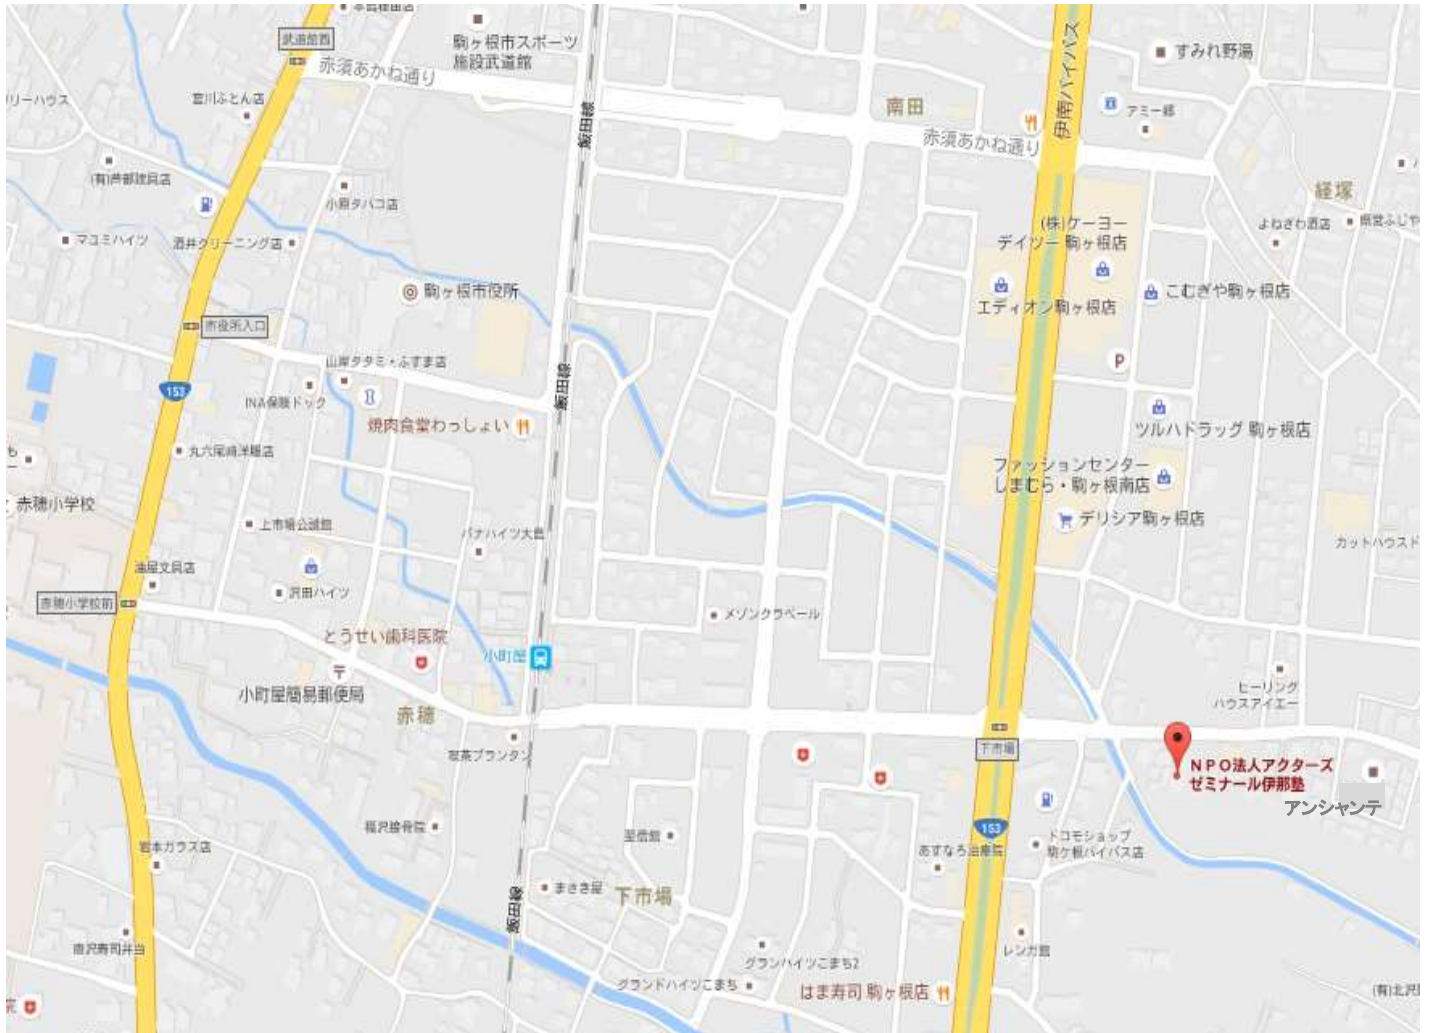 武道館西
駒ヶ根市スポーツ
施設武道館
赤須あかね通り
宮川ふとん店
飯田線
南田
赤須あかね通り
伊南バイパス
すみれ野湯
アミー郷
小原タバコ店
マユミハイツ
酒井クリーニング店
経塚
よねざわ酒店
県営ふじや
(株)ケーヨー
デイツー 駒ヶ根店
エディオン駒ヶ根店
こむぎや駒ヶ根店
駒ヶ根市役所
市役所入口
153
山岸タタミ・ふすま店
飯田線
INA保険ドック
焼肉食堂わっしょい
P
ツルハドラッグ 駒ヶ根店
丸六尾崎洋服店
ファッションセンター
しまむら・駒ヶ根南店
赤穂小学校
デリシア駒ヶ根店
カットハウスド
上市場公議館
バナハイツ大畠
油屋文具店
沢田ハイツ
赤穂小学校前
メゾンクラベール
とうせい歯科医院
小町屋
小町屋簡易郵便局
赤穂
ヒーリング
ハウスアイエー
喫茶プランタン
下市場
NPO法人アクターズ
ゼミナール伊那塾
アンシャンテ
福沢接骨院
岩本ガラス店
153
ドコモショップ
駒ケ根バイパス店
あすなろ治療院
まさき屋
下市場
飯田線
南沢寿司弁当
レンガ館
グランハイツこまち2
グランドハイツこまち
はま寿司 駒ヶ根店
院
(有)北沢